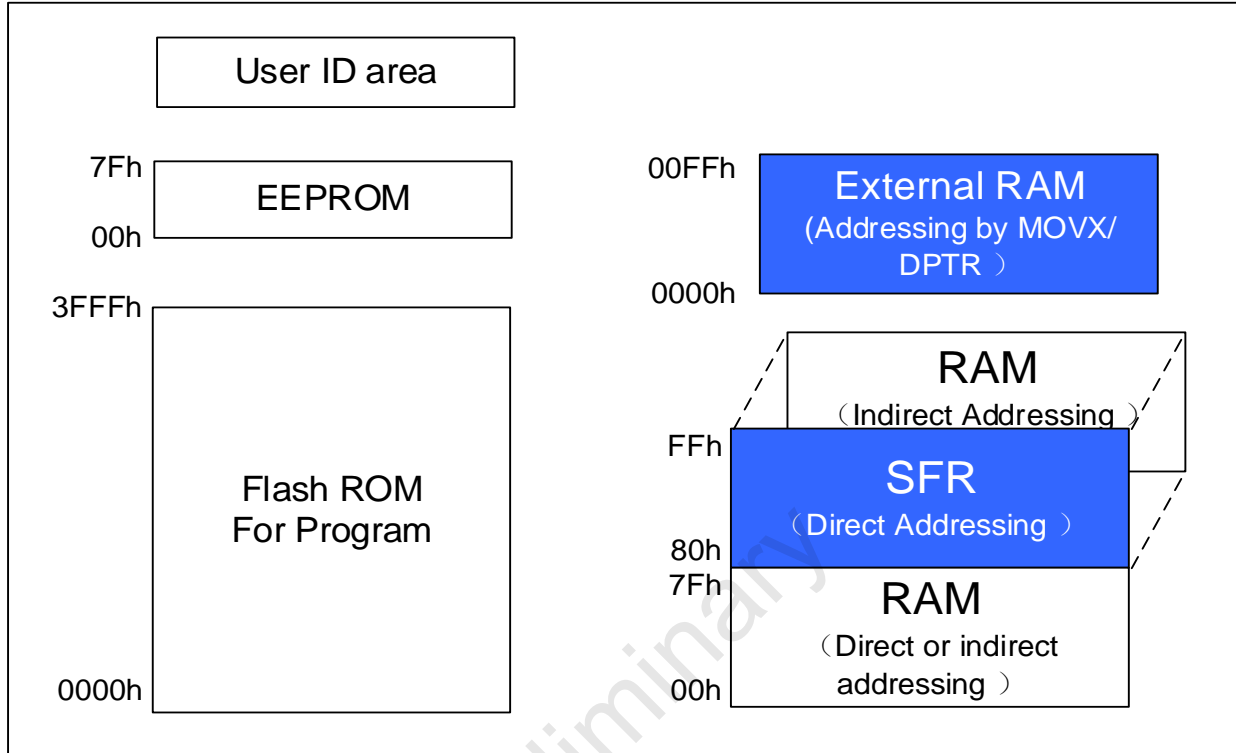 User ID area
7Fh
EEPROM
00h
3FFFh
Flash ROM
For Program
0000h
00FFh
External RAM
(Addressing by MOVX/
DPTR ）
0000h
RAM
（Indirect Addressing ）
FFh
SFR
（Direct Addressing ）
80h
7Fh
RAM
（Direct or indirect
addressing ）
00h